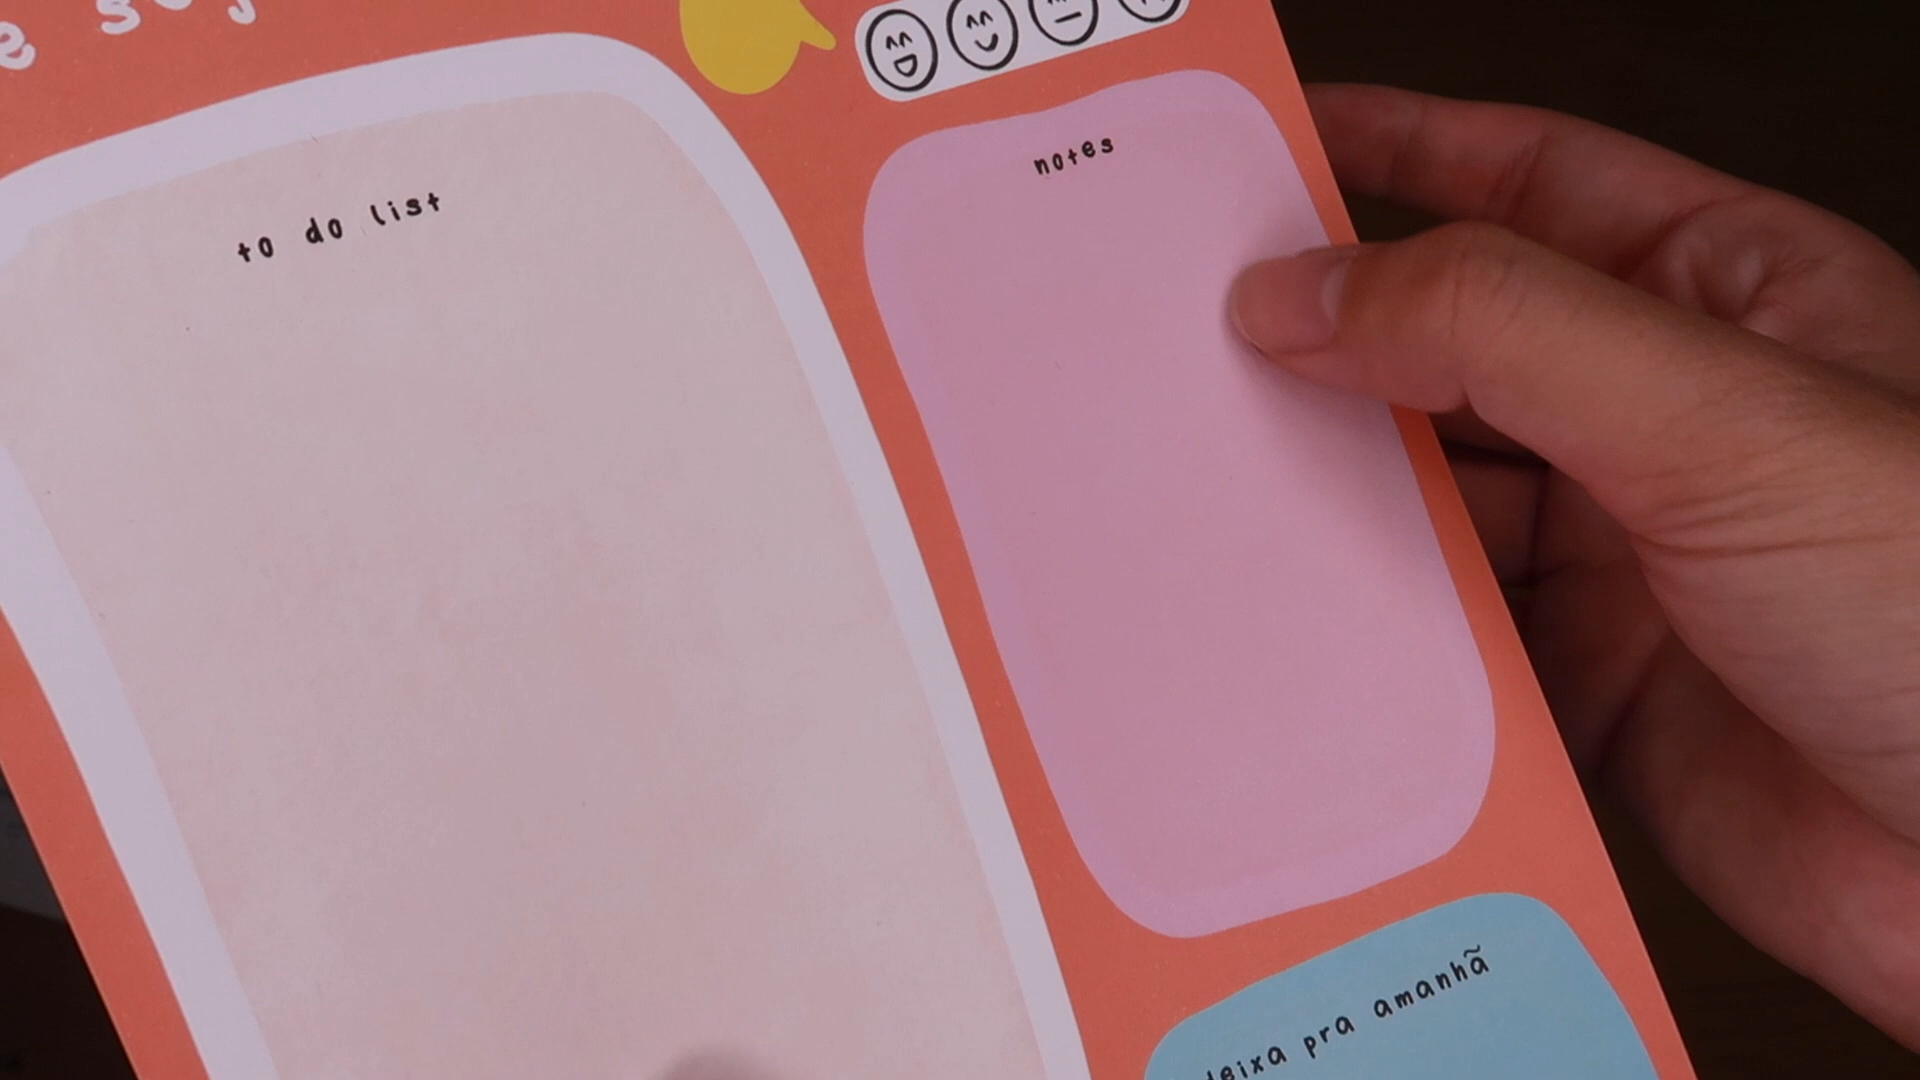 to do list
notes
deixa pra amanhã